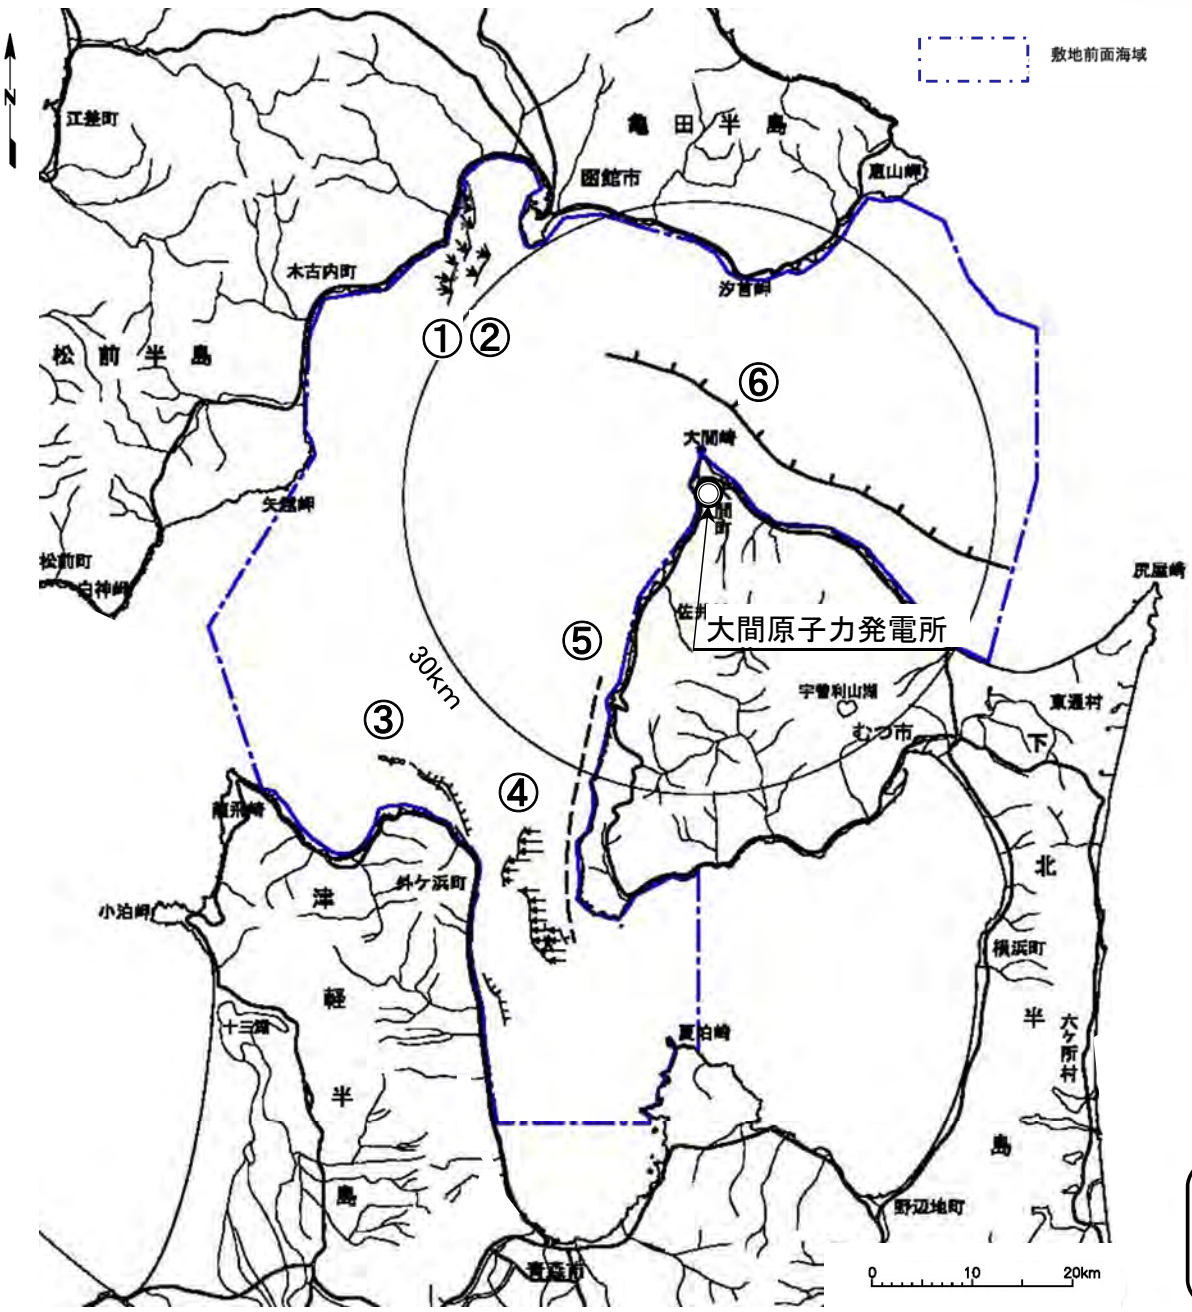 敷地前面海域
N
江差町
亀田半島
函館市
恵山岬
木古内町
汐首岬
① ②
松前半島
⑥
大間崎
矢越岬
大間町
松前町
白神岬
尻屋崎
⑤
大間原子力発電所
30km
宇曽利山湖
東通村
③
むつ市
④
龍飛崎
外ケ浜町
小泊岬
横浜町
十三湖
夏泊崎
六ケ所村
津軽半島
下北半島
野辺地町
青森市
0 10 20km